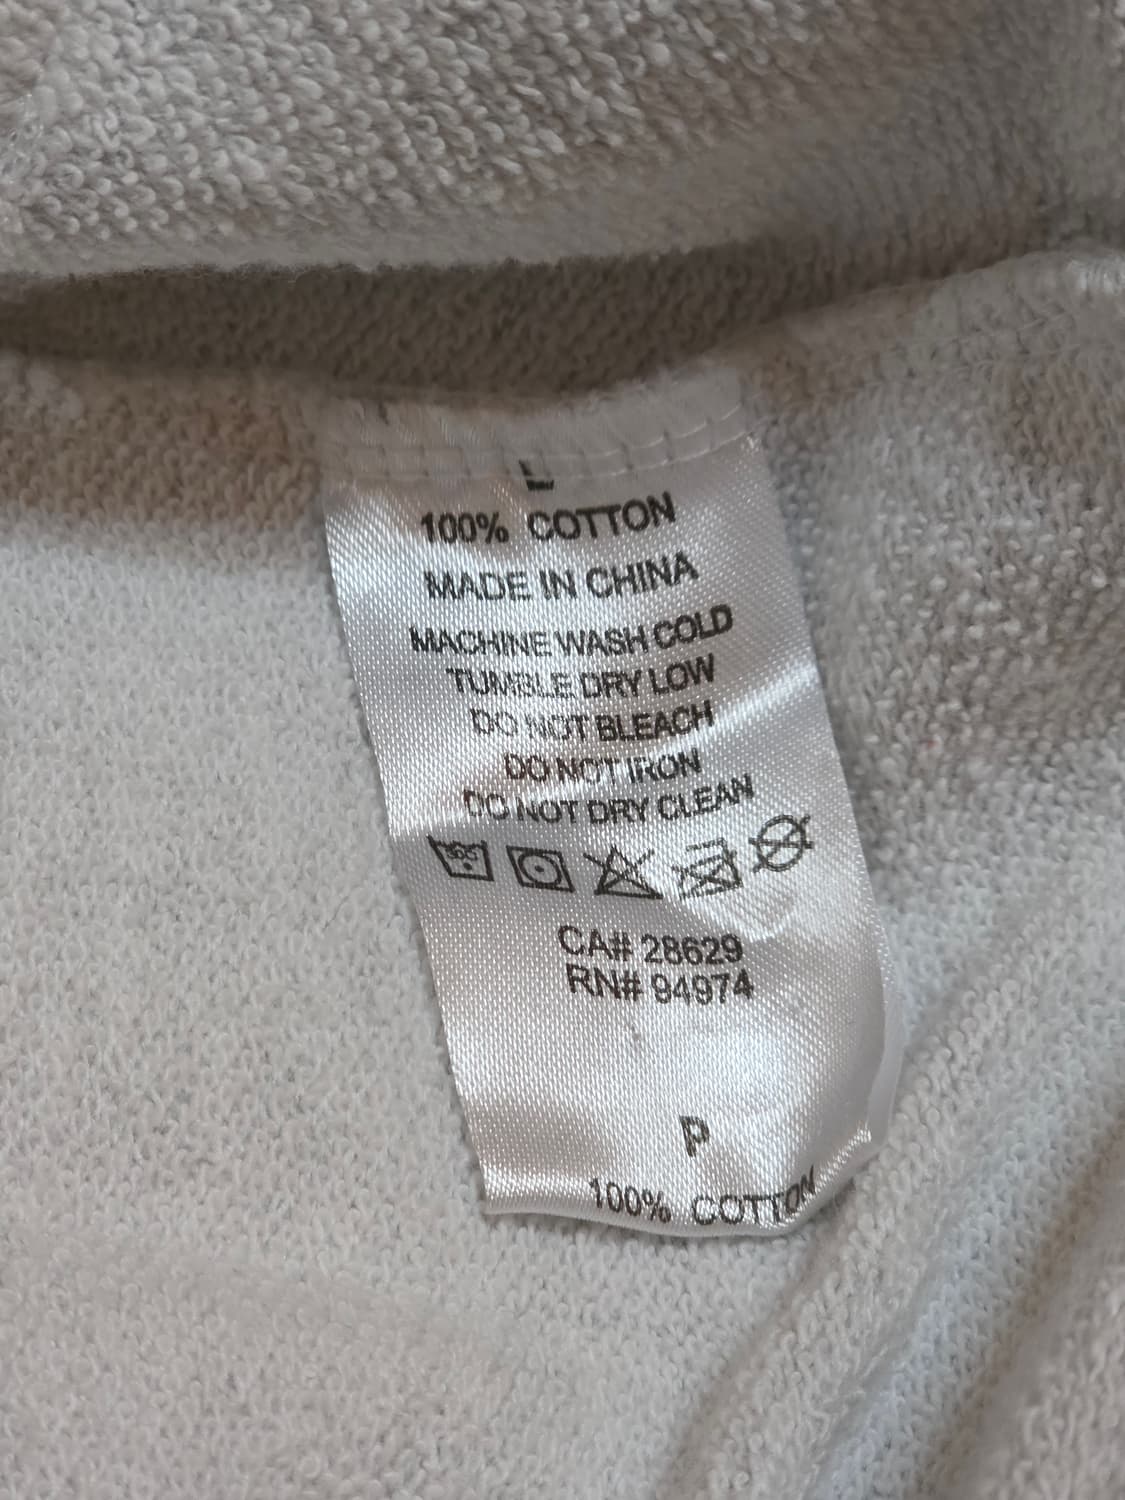 L
100% COTTON
MADE IN CHINA
MACHINE WASH COLD
TUMBLE DRY LOW
DO NOT BLEACH
DO NOT IRON
DO NOT DRY CLEAN
CA# 28629
RN# 94974
P
100% COTTON